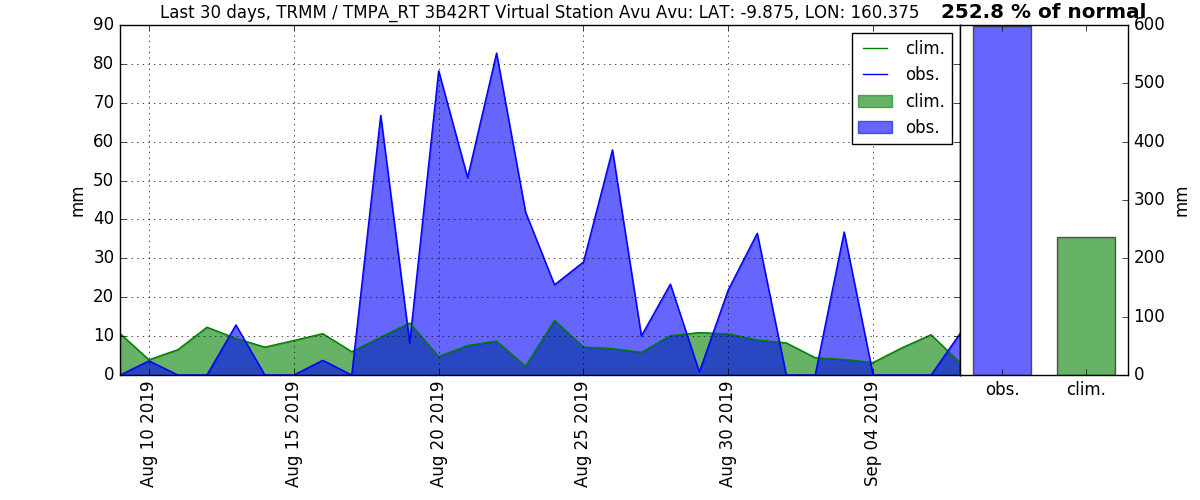 Last 30 days, TRMM / TMPA_RT 3B42RT Virtual Station Avu Avu: LAT: -9.875, LON: 160.375
252.8 % of normal
mm
90
80
70
60
50
40
30
20
10
0
clim.
obs.
clim.
obs.
Aug 10 2019
Aug 15 2019
Aug 20 2019
Aug 25 2019
Aug 30 2019
Sep 04 2019
600
500
400
300
200
100
0
mm
obs.
clim.